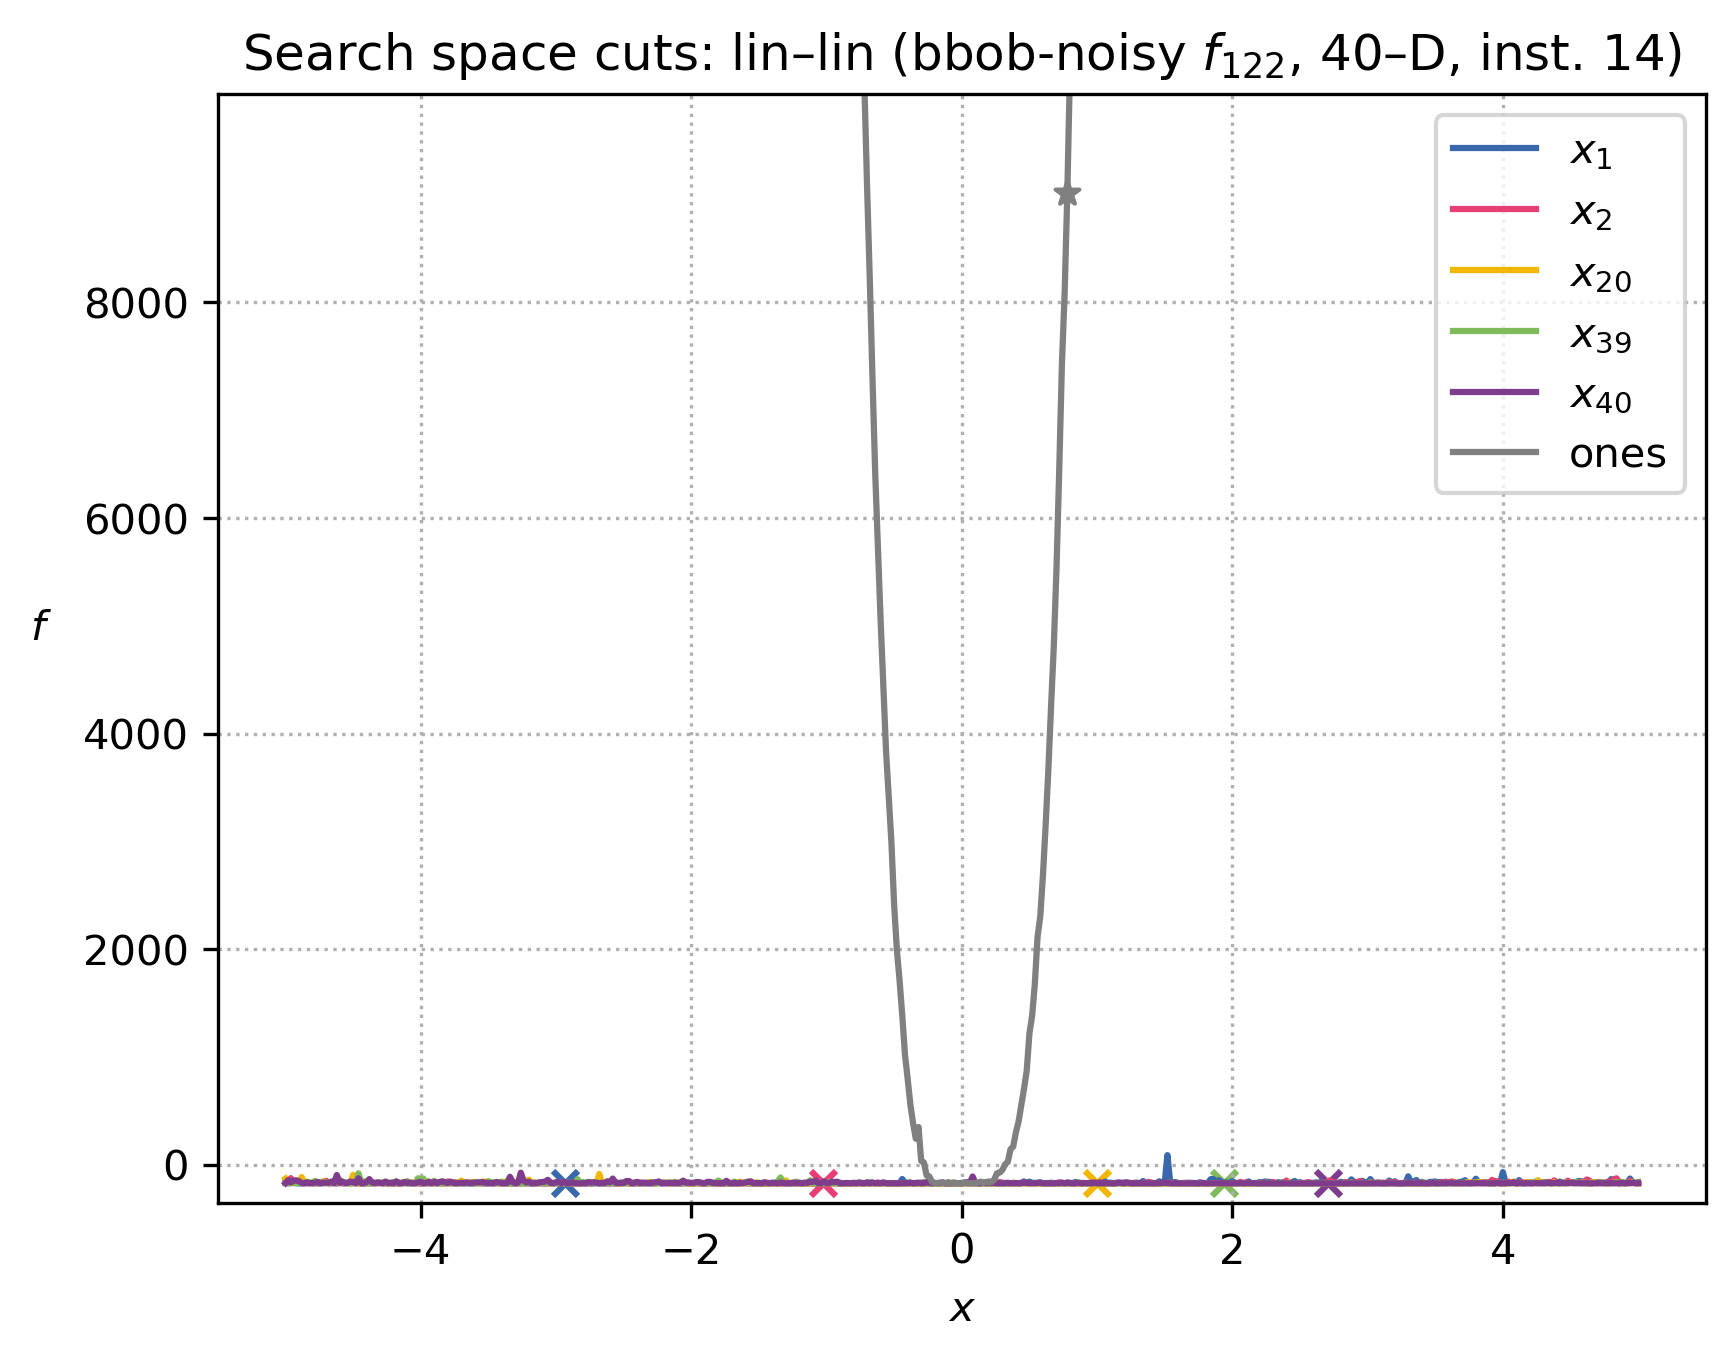 Search space cuts: lin–lin (bbob-noisy f122, 40–D, inst. 14)
x1
x2
x20
x39
x40
ones
8000
6000
4000
2000
0
f
−4 −2 0 2 4
x